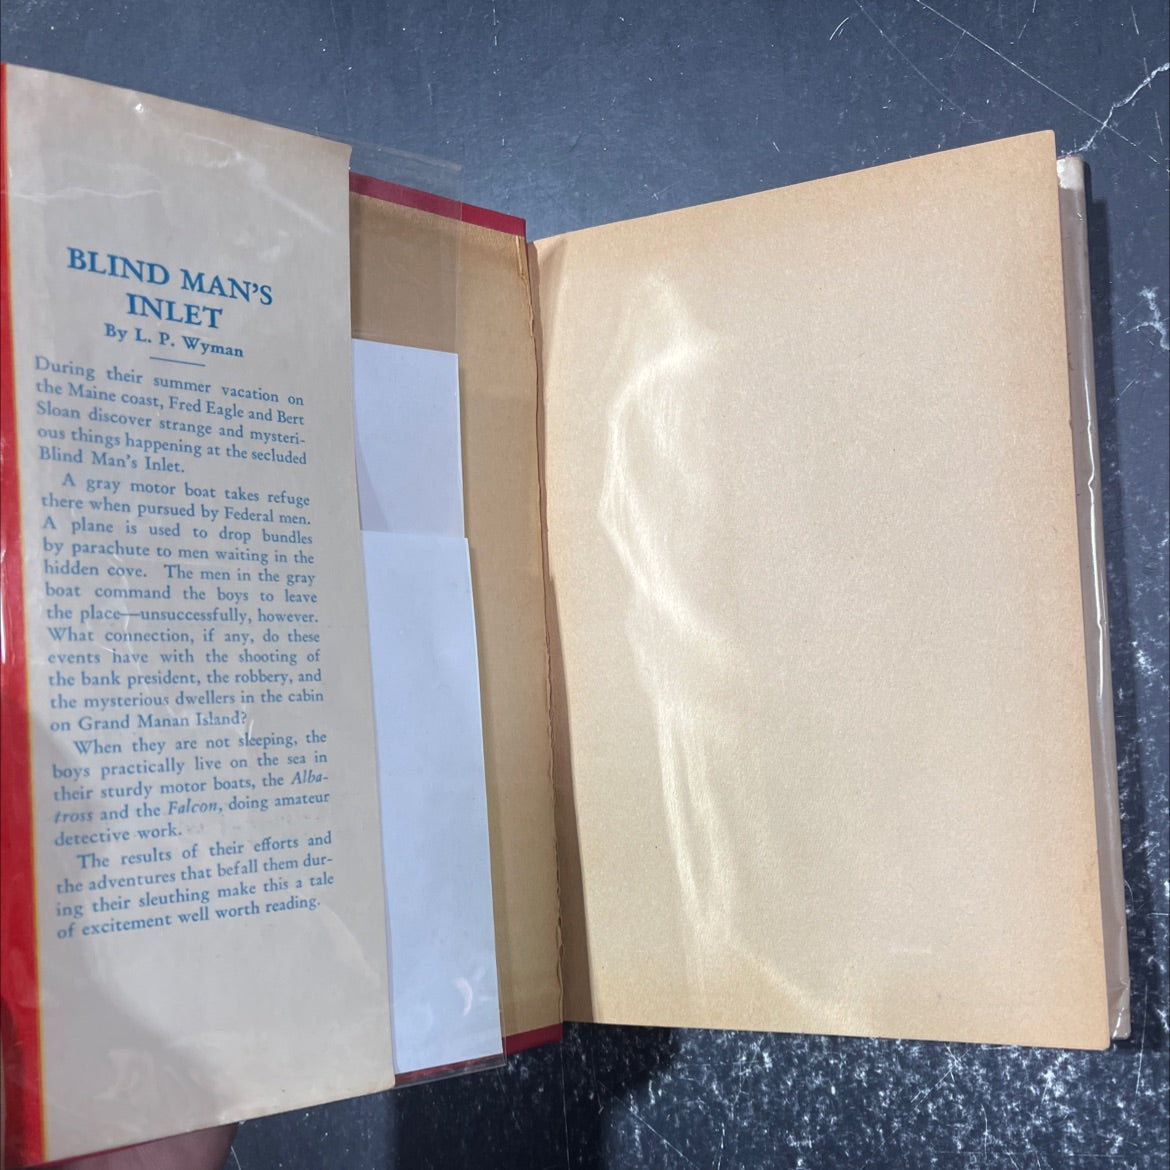 BLIND MAN'S
INLET
By L. P. Wyman
During their summer vacation on
the Maine coast, Fred Eagle and Bert
Sloan discover strange and mysteri-
ous things happening at the secluded
Blind Man's Inlet.
A gray motor boat takes refuge
there when pursued by Federal men.
A plane is used to drop bundles
by parachute to men waiting in the
hidden cove. The men in the gray
boat command the boys to leave
the place—unsuccessfully, however.
What connection, if any, do these
events have with the shooting of
the bank president, the robbery, and
the mysterious dwellers in the cabin
on Grand Manan Island?
When they are not sleeping, the
boys practically live on the sea in
their sturdy motor boats, the Alba-
tross and the Falcon, doing amateur
detective work.
The results of their efforts and
the adventures that befall them dur-
ing their sleuthing make this a tale
of excitement well worth reading.